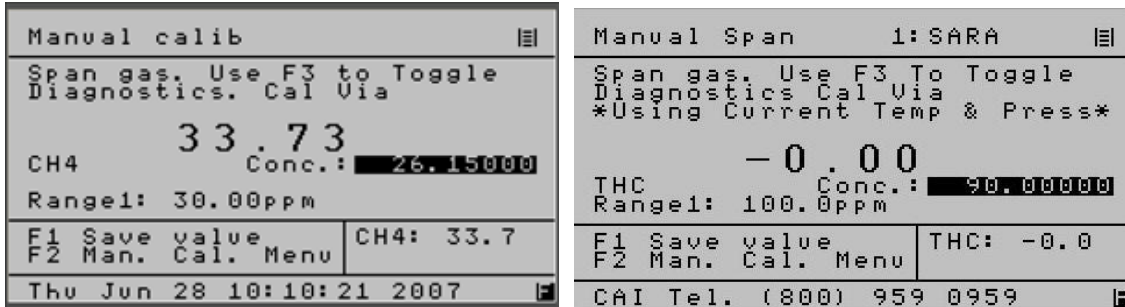 Manual calib
Span gas. Use F3 to Toggle
Diagnostics. Cal Via
33.73
CH4 Conc.: 26.15000
Range1: 30.00ppm
F1 Save value
F2 Man. Cal. Menu
CH4: 33.7
Thu Jun 28 10:10:21 2007
Manual Span 1:SARA
Span gas. Use F3 To Toggle
Diagnostics Cal Via
*Using Current Temp & Press*
-0.00
THC Conc.: 90.00000
Range1: 100.0ppm
F1 Save value
F2 Man. Cal. Menu
THC: -0.0
CAI Tel. (800) 959 0959